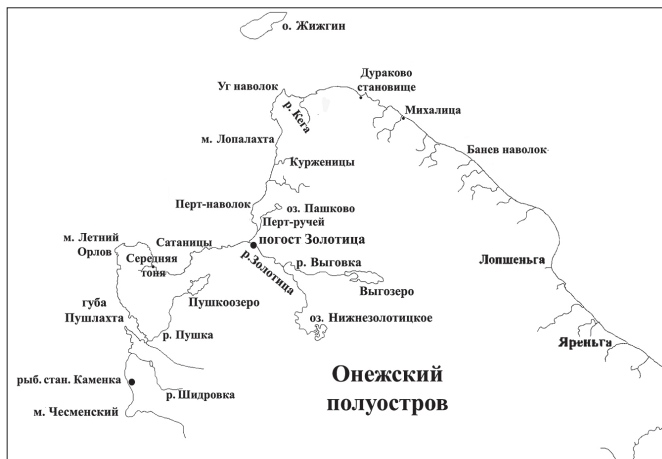 о. Жижгин
Дураково
становище
Уг наволок
р. Кега
Михалица
м. Лопалахта
Банев наволок
Курженицы
Перт-наволок
оз. Пашково
Перт-ручей
м. Летний
Орлов
Сатаницы
погост Золотица
Середняя
тоня
р.Золотица
р. Выговка
Лопшеньга
Выгозеро
Пушкоозеро
губа
Пушлахта
оз. Нижнезолотицкое
р. Пушка
Яреньга
рыб. стан. Каменка
р. Шидровка
Онежский
полуостров
м. Чесменский